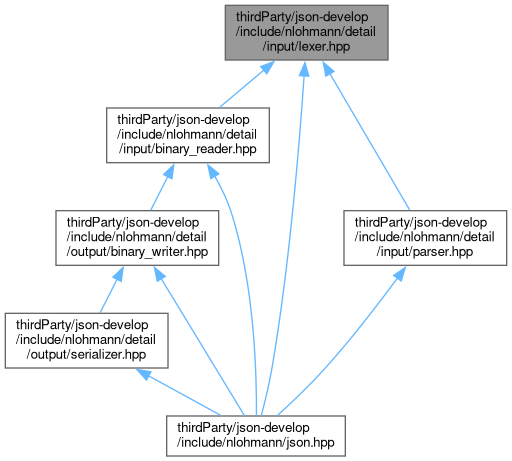 thirdParty/json-develop
/include/nlohmann/detail
/input/lexer.hpp
thirdParty/json-develop
/include/nlohmann/detail
/input/binary_reader.hpp
thirdParty/json-develop
/include/nlohmann/detail
/output/binary_writer.hpp
thirdParty/json-develop
/include/nlohmann/detail
/input/parser.hpp
thirdParty/json-develop
/include/nlohmann/detail
/output/serializer.hpp
thirdParty/json-develop
/include/nlohmann/json.hpp